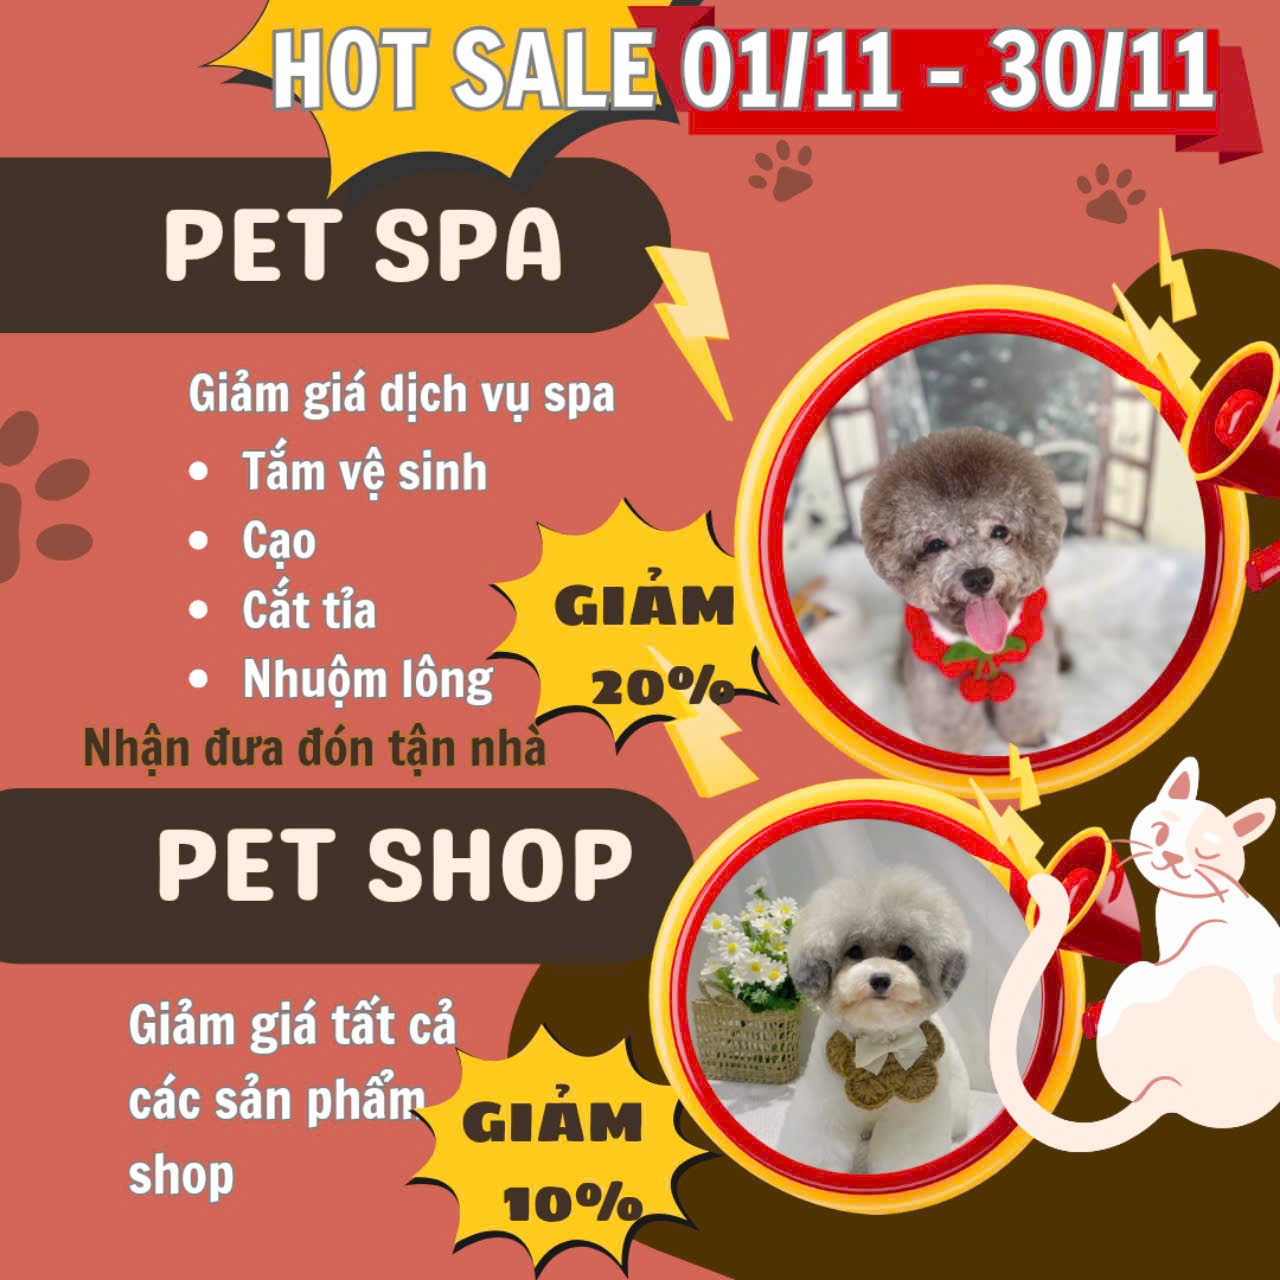 HOT SALE 01/11 - 30/11
PET SPA
Giảm giá dịch vụ spa
• Tắm vệ sinh
• Cạo
• Cắt tỉa
• Nhuộm lông
GIẢM
20%
Nhận đưa đón tận nhà
PET SHOP
Giảm giá tất cả
các sản phẩm
shop
GIẢM
10%